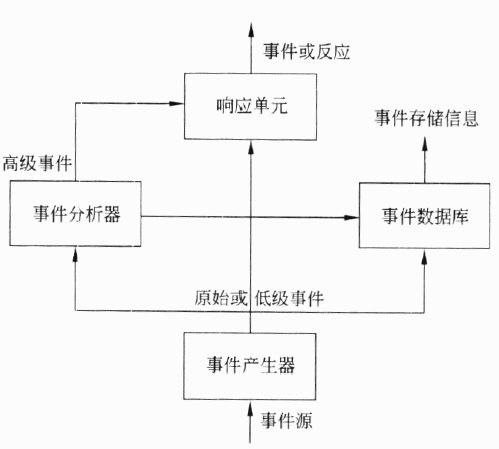 事件或反应
响应单元
事件存储信息
高级事件
事件分析器
事件数据库
原始或低级事件
事件产生器
事件源